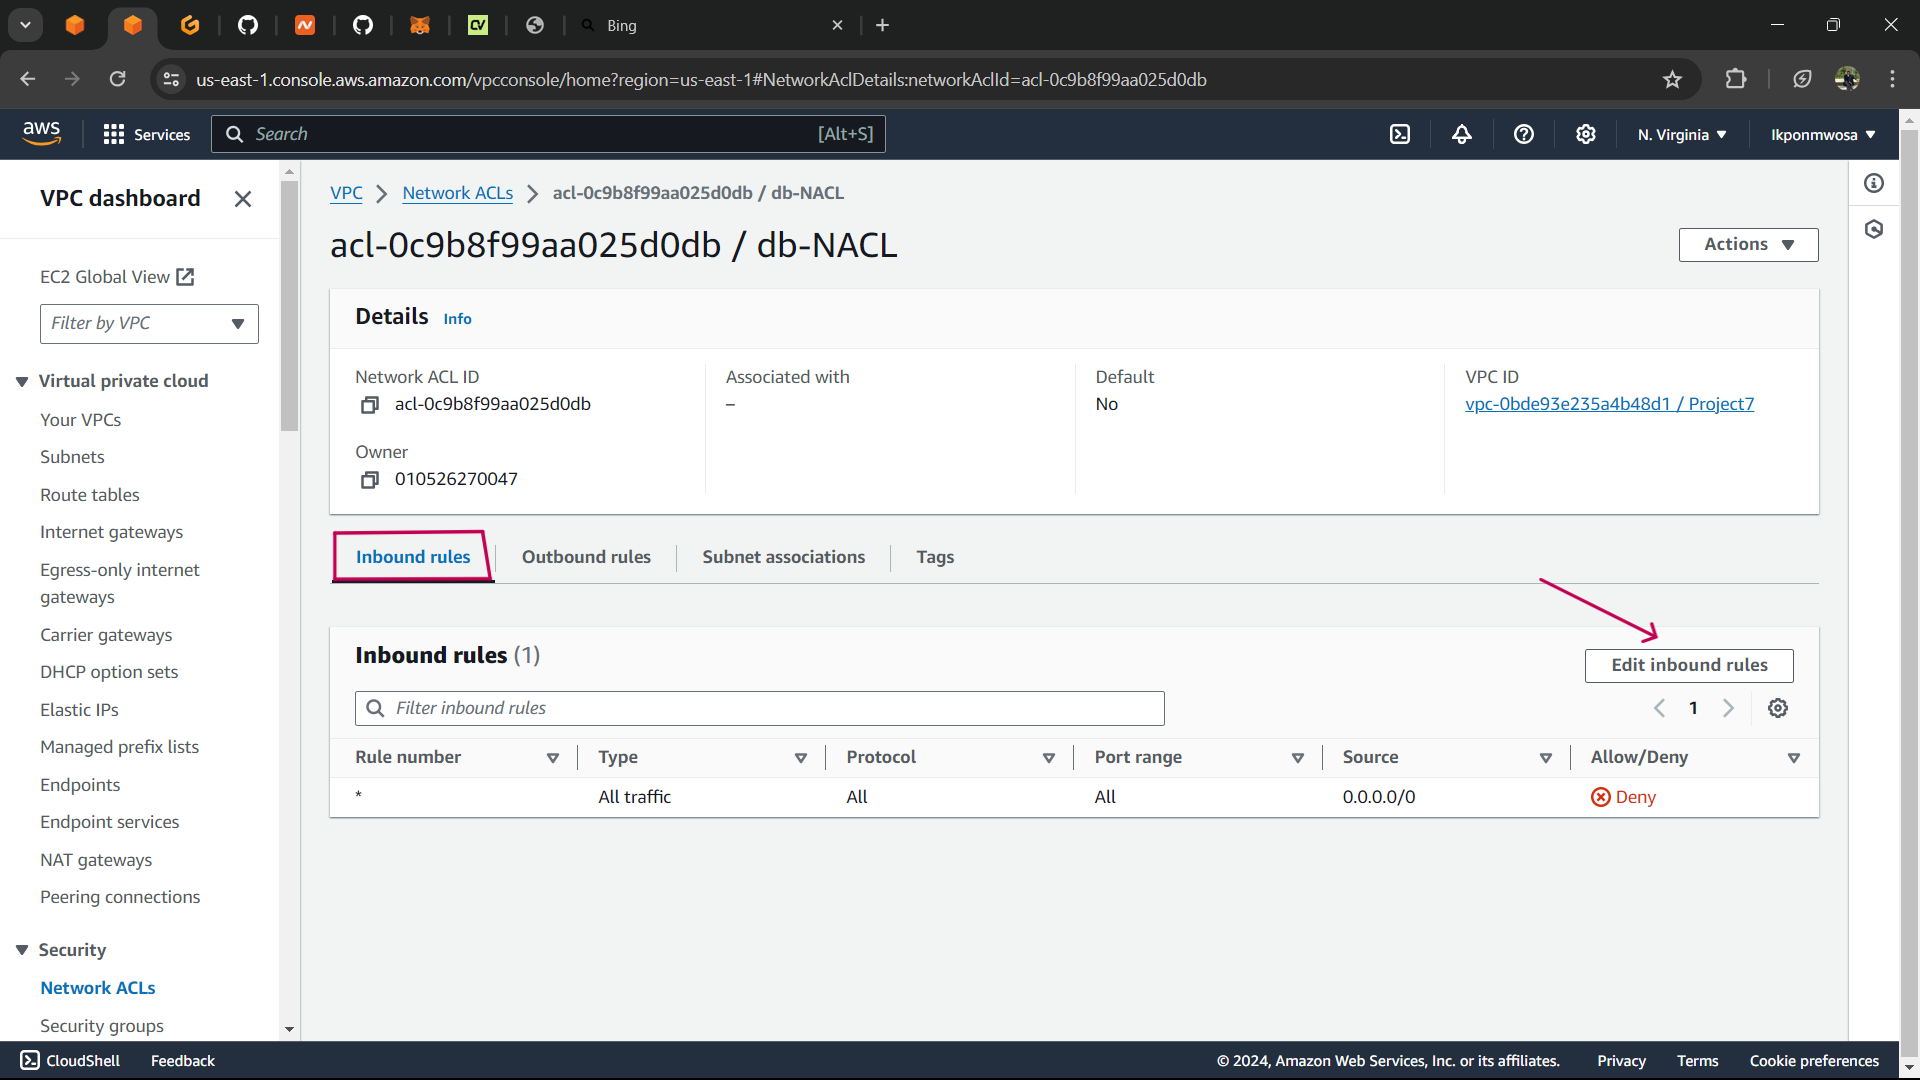 Bing
us-east-1.console.aws.amazon.com/vpcconsole/home?region=us-east-1#NetworkAclDetails:networkAclId=acl-0c9b8f99aa025d0db
aws
Services
Search
[Alt+S]
N. Virginia
Ikponmwosa
VPC dashboard
EC2 Global View
Filter by VPC
Virtual private cloud
Your VPCs
Subnets
Route tables
Internet gateways
Egress-only internet
gateways
Carrier gateways
DHCP option sets
Elastic IPs
Managed prefix lists
Endpoints
Endpoint services
NAT gateways
Peering connections
Security
Network ACLs
Security groups
VPC > Network ACLs > acl-0c9b8f99aa025d0db / db-NACL
acl-0c9b8f99aa025d0db / db-NACL
Actions
Details Info
Network ACL ID
acl-0c9b8f99aa025d0db
Owner
010526270047
Associated with
–
Default
No
VPC ID
vpc-0bde93e235a4b48d1 / Project7
Inbound rules
Outbound rules
Subnet associations
Tags
Inbound rules (1)
Edit inbound rules
Filter inbound rules
1
Rule number Type Protocol Port range Source Allow/Deny
* All traffic All All 0.0.0.0/0 Deny
CloudShell Feedback © 2024, Amazon Web Services, Inc. or its affiliates. Privacy Terms Cookie preferences